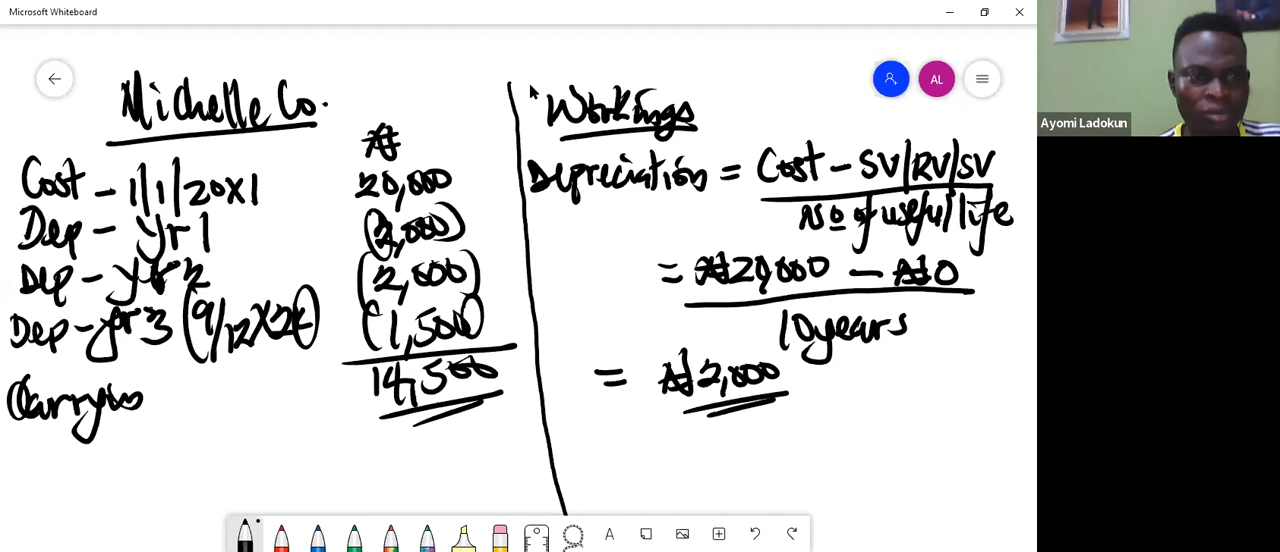 Microsoft Whiteboard
AL
Ayomi Ladokun
Michelle Co.
₦
Cost - 1/1/20X1 20,000
Dep - Yr 1 (2,000)
Dep - Yr 2 (2,000)
Dep - yr 3 (9/12 X 2k) (1,500)
14,500
Workings
Depreciation = Cost - SV/RV/SV
No of useful life
= ₦20,000 - ₦0
10 years
= ₦2,000
A